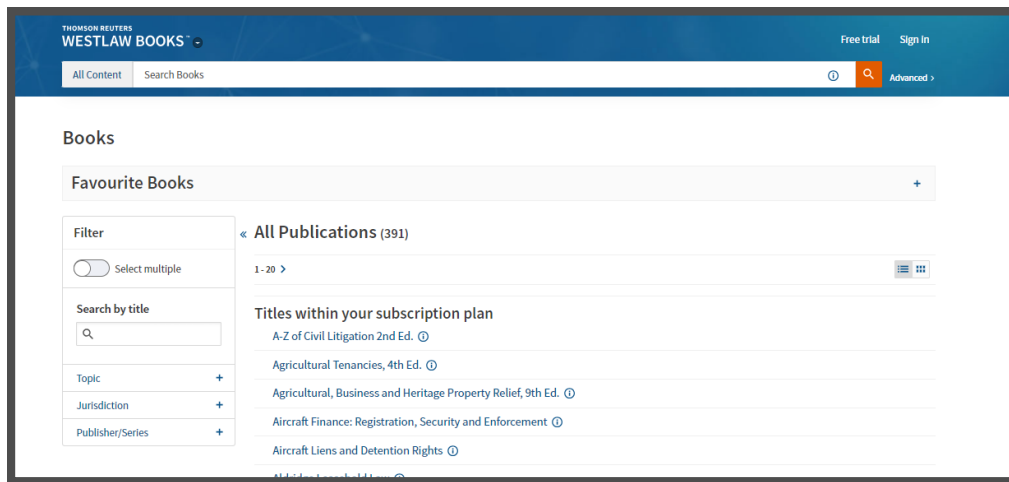 THOMSON REUTERS
WESTLAW BOOKS™
Free trial Sign In
All Content Search Books Advanced >
Books
Favourite Books +
Filter
Select multiple
Search by title
Topic +
Jurisdiction +
Publisher/Series +
« All Publications (391)
1 - 20 >
Titles within your subscription plan
A-Z of Civil Litigation 2nd Ed.
Agricultural Tenancies, 4th Ed.
Agricultural, Business and Heritage Property Relief, 9th Ed.
Aircraft Finance: Registration, Security and Enforcement
Aircraft Liens and Detention Rights